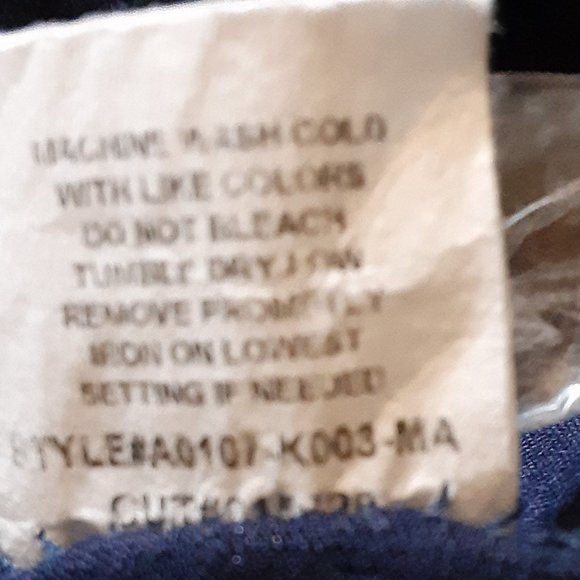 MACHINE WASH COLD
WITH LIKE COLORS
DO NOT BLEACH
TUMBLE DRY LOW
REMOVE PROMPTLY
IRON ON LOWEST
SETTING IF NEEDED
STYLE#A0107-K003-MA